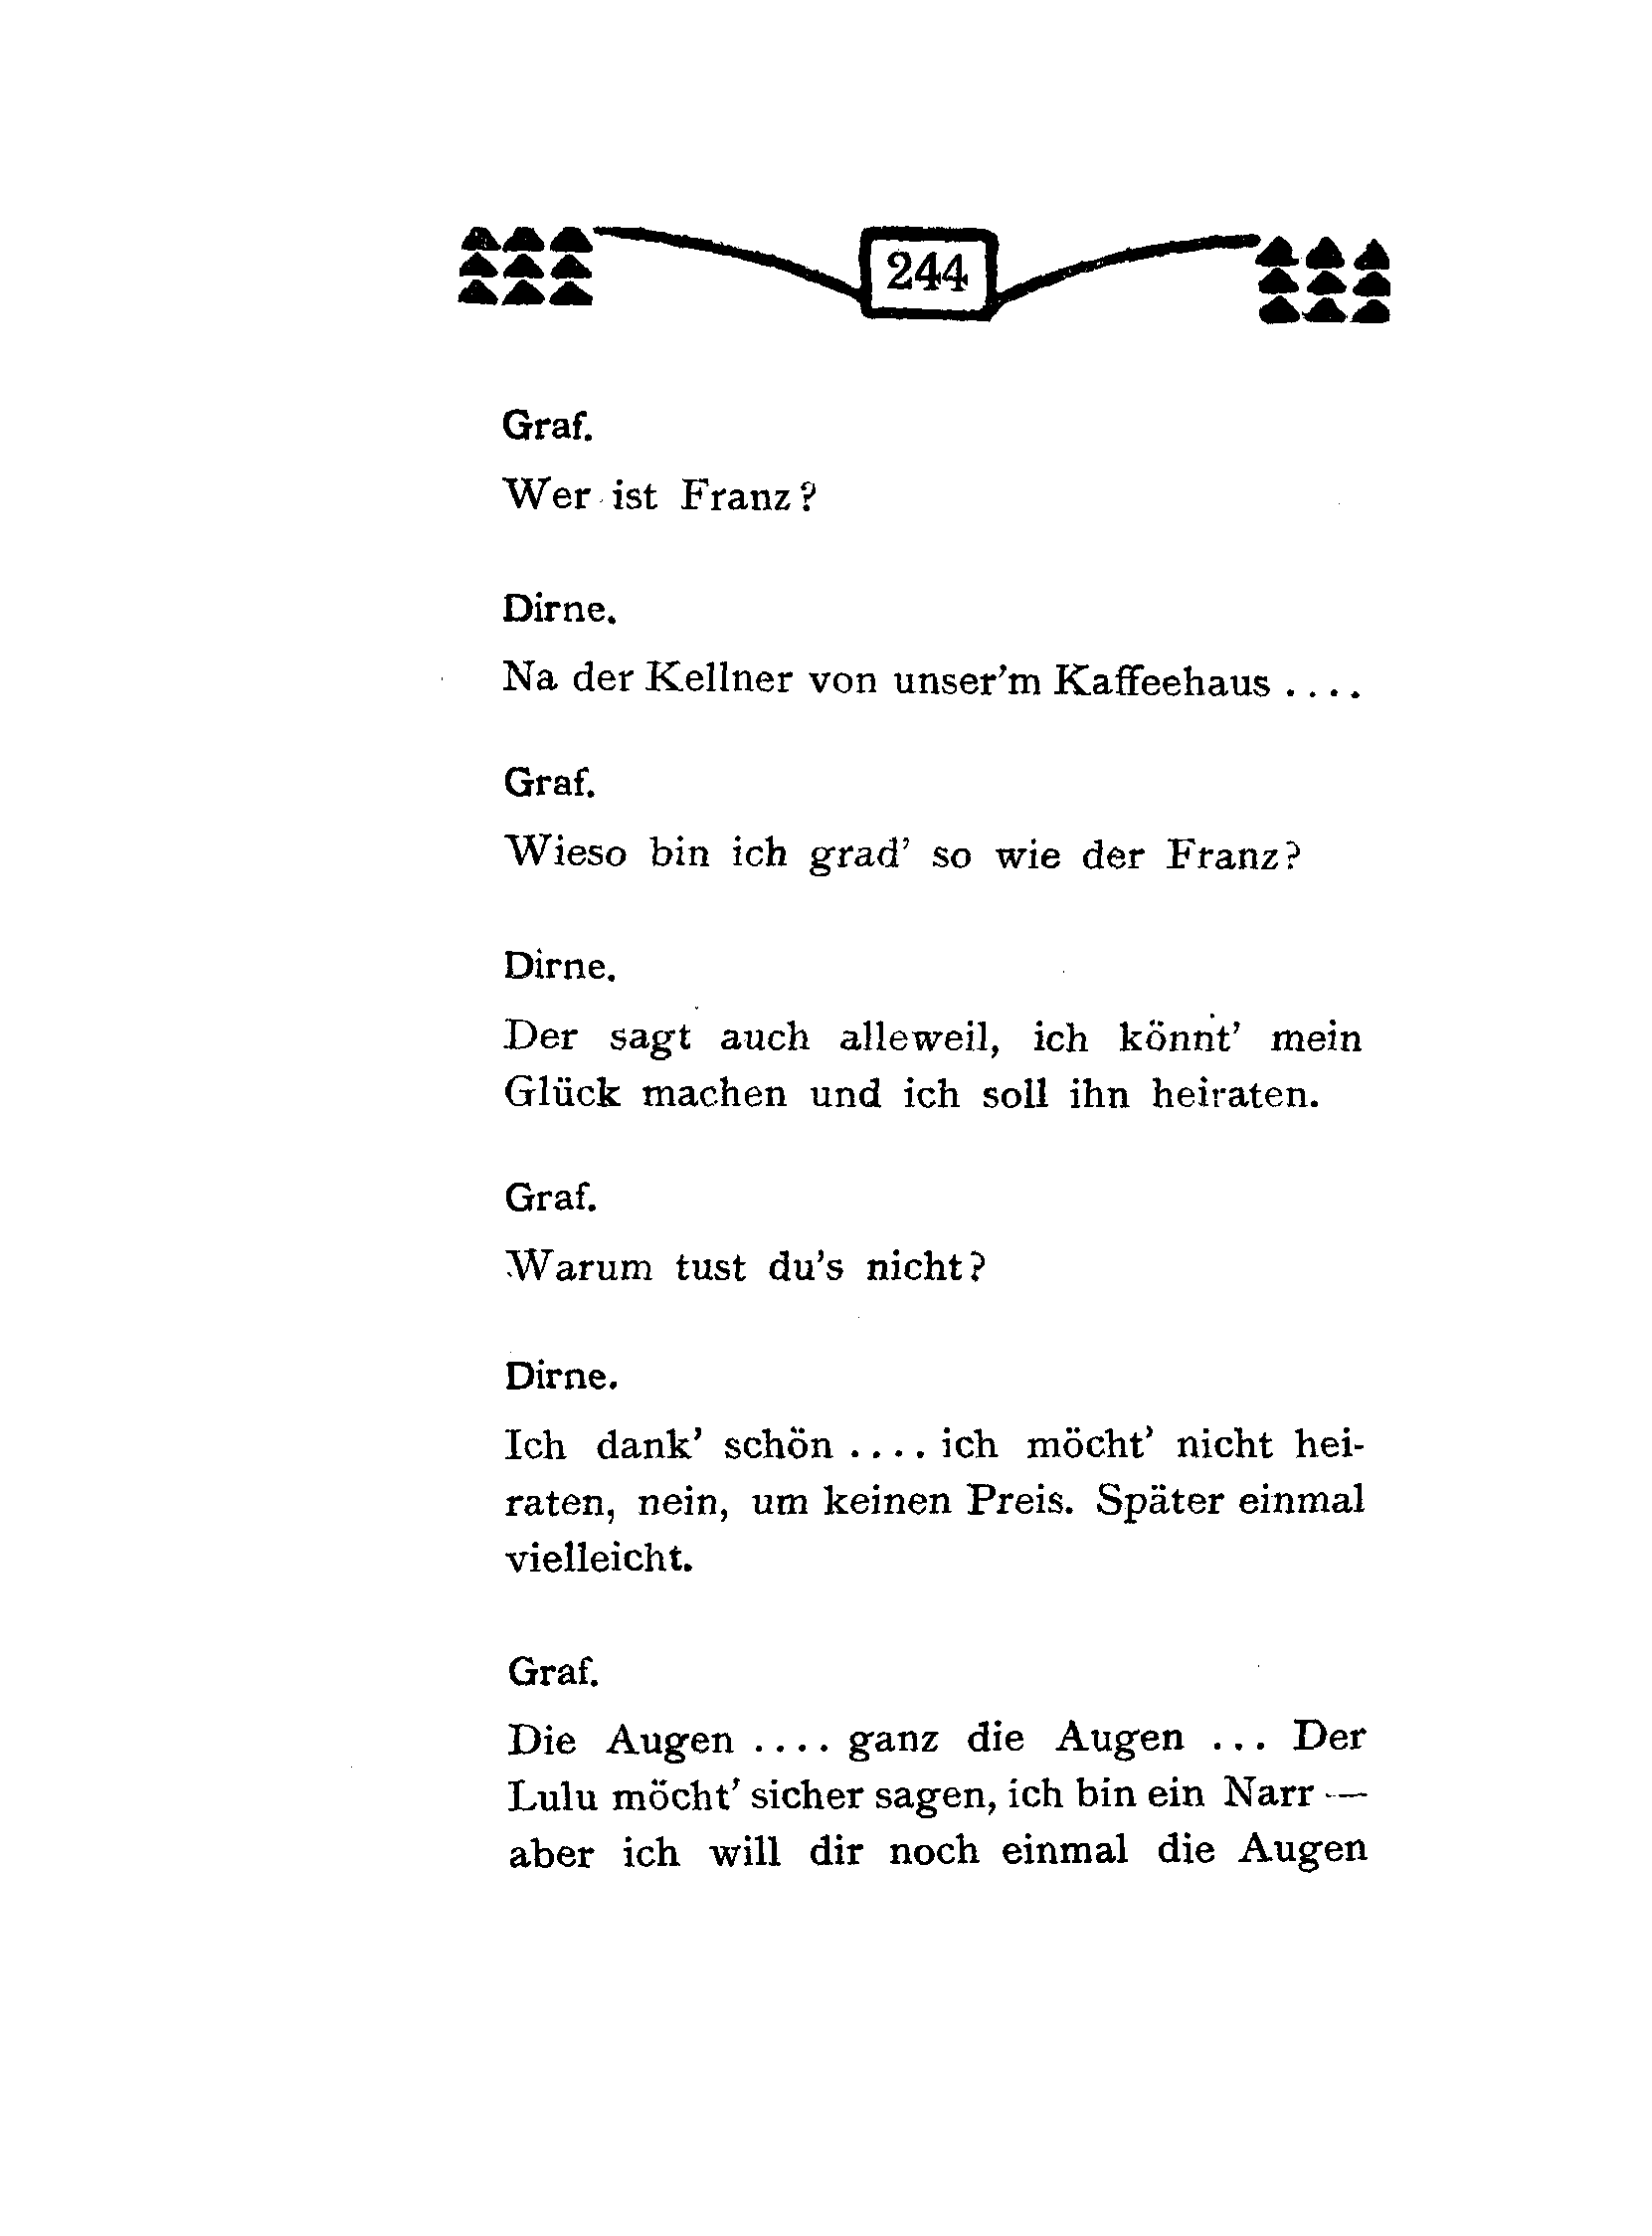 244
Graf.
Wer ist Franz?
Dirne.
Na der Kellner von unser'm Kaffeehaus ....
Graf.
Wieso bin ich grad' so wie der Franz?
Dirne.
Der sagt auch alleweil, ich könnt' mein
Glück machen und ich soll ihn heiraten.
Graf.
Warum tust du's nicht?
Dirne.
Ich dank' schön .... ich möcht' nicht hei-
raten, nein, um keinen Preis. Später einmal
vielleicht.
Graf.
Die Augen .... ganz die Augen ... Der
Lulu möcht' sicher sagen, ich bin ein Narr —
aber ich will dir noch einmal die Augen